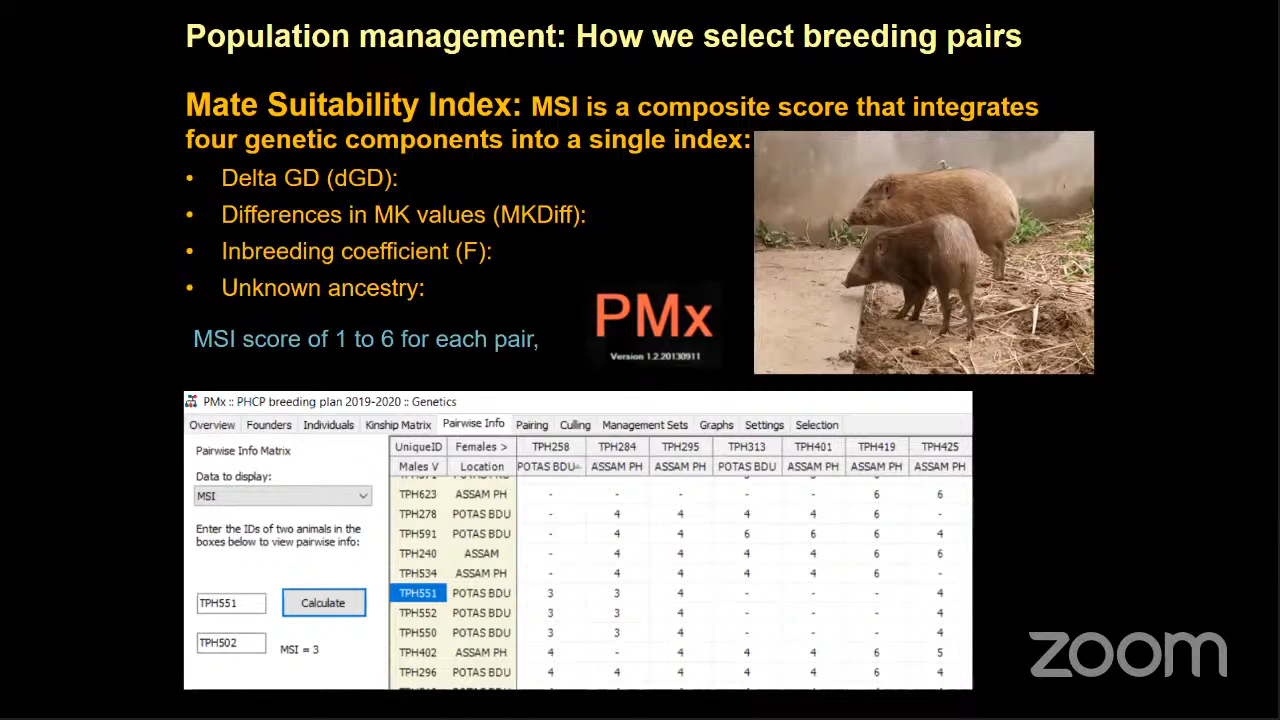 Population management: How we select breeding pairs
Mate Suitability Index: MSI is a composite score that integrates
four genetic components into a single index:
• Delta GD (dGD):
• Differences in MK values (MKDiff):
• Inbreeding coefficient (F):
• Unknown ancestry:
MSI score of 1 to 6 for each pair,
PMx
Version 1.2.20130911
PMx :: PHCP breeding plan 2019-2020 :: Genetics
Overview Founders Individuals Kinship Matrix Pairwise Info Pairing Culling Management Sets Graphs Settings Selection
Pairwise Info Matrix
Data to display:
MSI
Enter the IDs of two animals in the
boxes below to view pairwise info:
TPH551 Calculate
TPH502 MSI = 3
UniqueID Females > TPH258 TPH284 TPH295 TPH313 TPH401 TPH419 TPH425
Males V Location POTAS BDU ASSAM PH ASSAM PH POTAS BDU ASSAM PH ASSAM PH ASSAM PH
TPH623 ASSAM PH - - - - - 6 6
TPH278 POTAS BDU - 4 4 4 4 6 -
TPH591 POTAS BDU - 4 4 6 6 6 4
TPH240 ASSAM - 4 4 4 4 6 6
TPH534 ASSAM PH - 4 4 4 4 6 -
TPH551 POTAS BDU 3 3 4 - - - 4
TPH552 POTAS BDU 3 3 4 - - - 4
TPH550 POTAS BDU 3 3 4 - - - 4
TPH402 ASSAM PH 4 - 4 4 4 6 5
TPH296 POTAS BDU 4 4 4 4 4 6 4
zoom